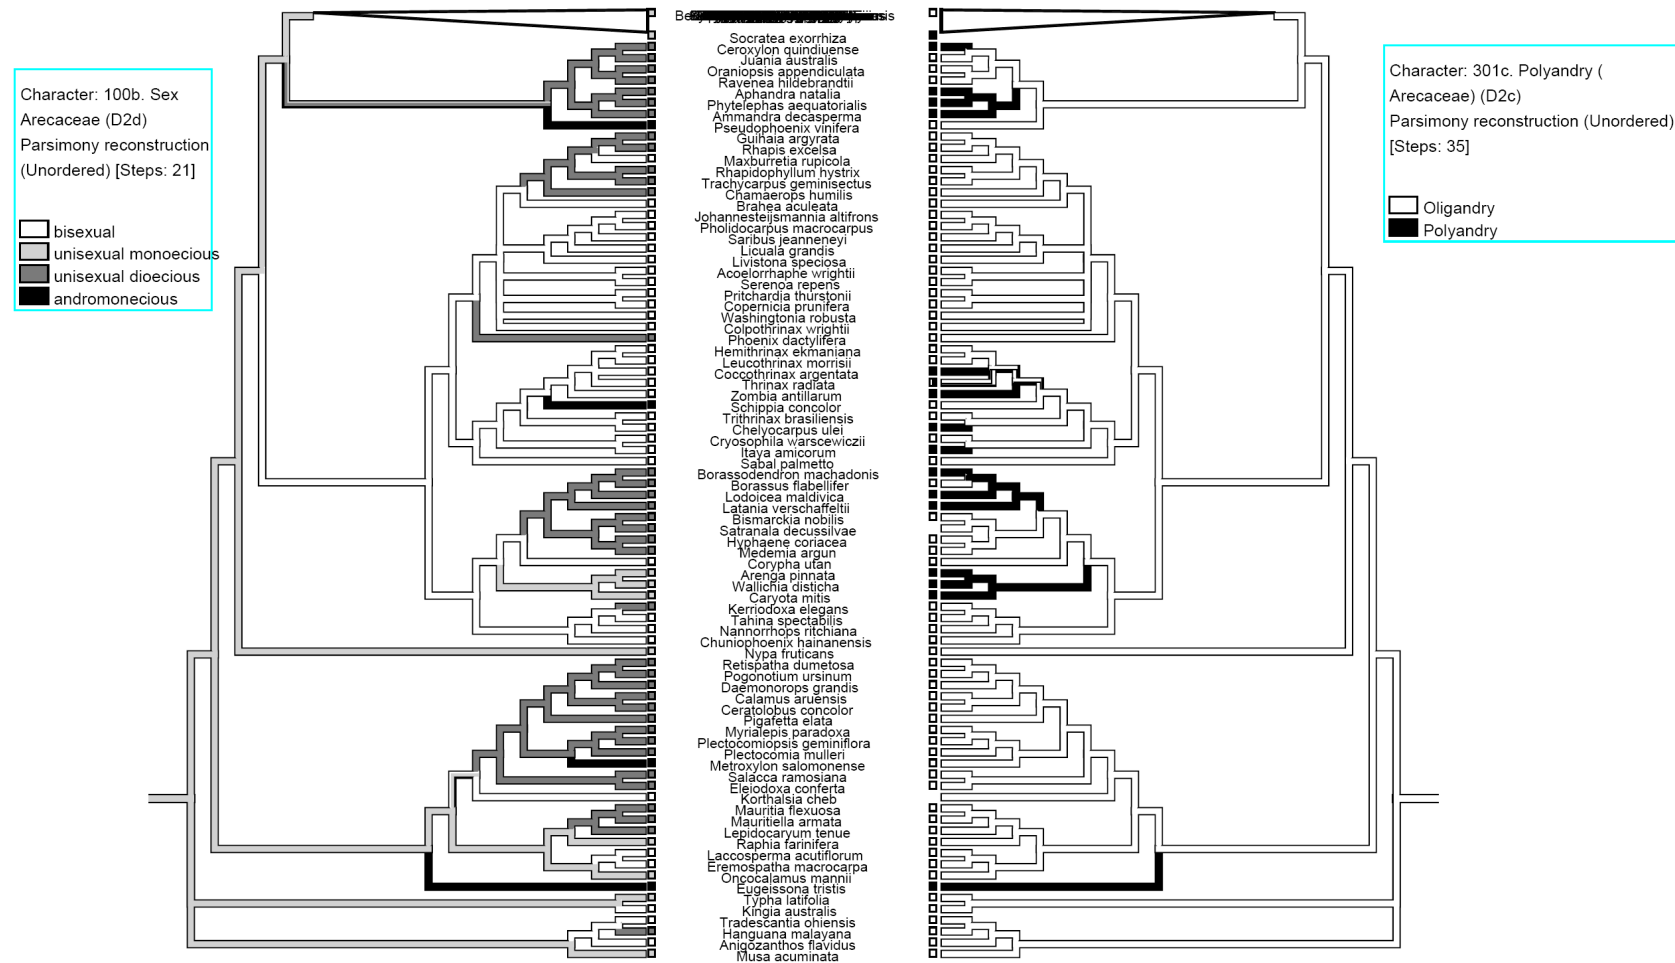 Character: 100b. Sex
Arecaceae (D2d)
Parsimony reconstruction
(Unordered) [Steps: 21]
bisexual
unisexual monoecious
unisexual dioecious
andromonecious
Socratea exorrhiza
Ceroxylon quindiuense
Juania australis
Oraniopsis appendiculata
Ravenea hildebrandtii
Aphandra natalia
Phytelephas aequatorialis
Ammandra decasperma
Pseudophoenix vinifera
Guihaia argyrata
Rhapis excelsa
Maxburretia rupicola
Rhapidophyllum hystrix
Trachycarpus geminisectus
Chamaerops humilis
Brahea aculeata
Johannesteijsmannia altifrons
Pholidocarpus macrocarpus
Saribus jeanneneyi
Licuala grandis
Livistona speciosa
Acoelorrhaphe wrightii
Serenoa repens
Pritchardia thurstonii
Copernicia prunifera
Washingtonia robusta
Colpothrinax wrightii
Phoenix dactylifera
Hemithrinax ekmaniana
Leucothrinax morrisii
Coccothrinax argentata
Thrinax radiata
Zombia antillarum
Schippia concolor
Trithrinax brasiliensis
Chelyocarpus ulei
Cryosophila warscewiczii
Itaya amicorum
Sabal palmetto
Borassodendron machadonis
Borassus flabellifer
Lodoicea maldivica
Latania verschaffeltii
Bismarckia nobilis
Satranala decussilvae
Hyphaene coriacea
Medemia argun
Corypha utan
Arenga pinnata
Wallichia disticha
Caryota mitis
Kerriodoxa elegans
Tahina spectabilis
Nannorrhops ritchiana
Chuniophoenix hainanensis
Nypa fruticans
Retispatha dumetosa
Pogonotium ursinum
Daemonorops grandis
Calamus aruensis
Ceratolobus concolor
Pigafetta elata
Myrialepis paradoxa
Plectocomiopsis geminiflora
Plectocomia mulleri
Metroxylon salomonense
Salacca ramosiana
Eleiodoxa conferta
Korthalsia cheb
Mauritia flexuosa
Mauritiella armata
Lepidocaryum tenue
Raphia farinifera
Laccosperma acutiflorum
Eremospatha macrocarpa
Oncocalamus mannii
Eugeissona tristis
Typha latifolia
Kingia australis
Tradescantia ohiensis
Hanguana malayana
Anigozanthos flavidus
Musa acuminata
Character: 301c. Polyandry (
Arecaceae) (D2c)
Parsimony reconstruction (Unordered)
[Steps: 35]
Oligandry
Polyandry